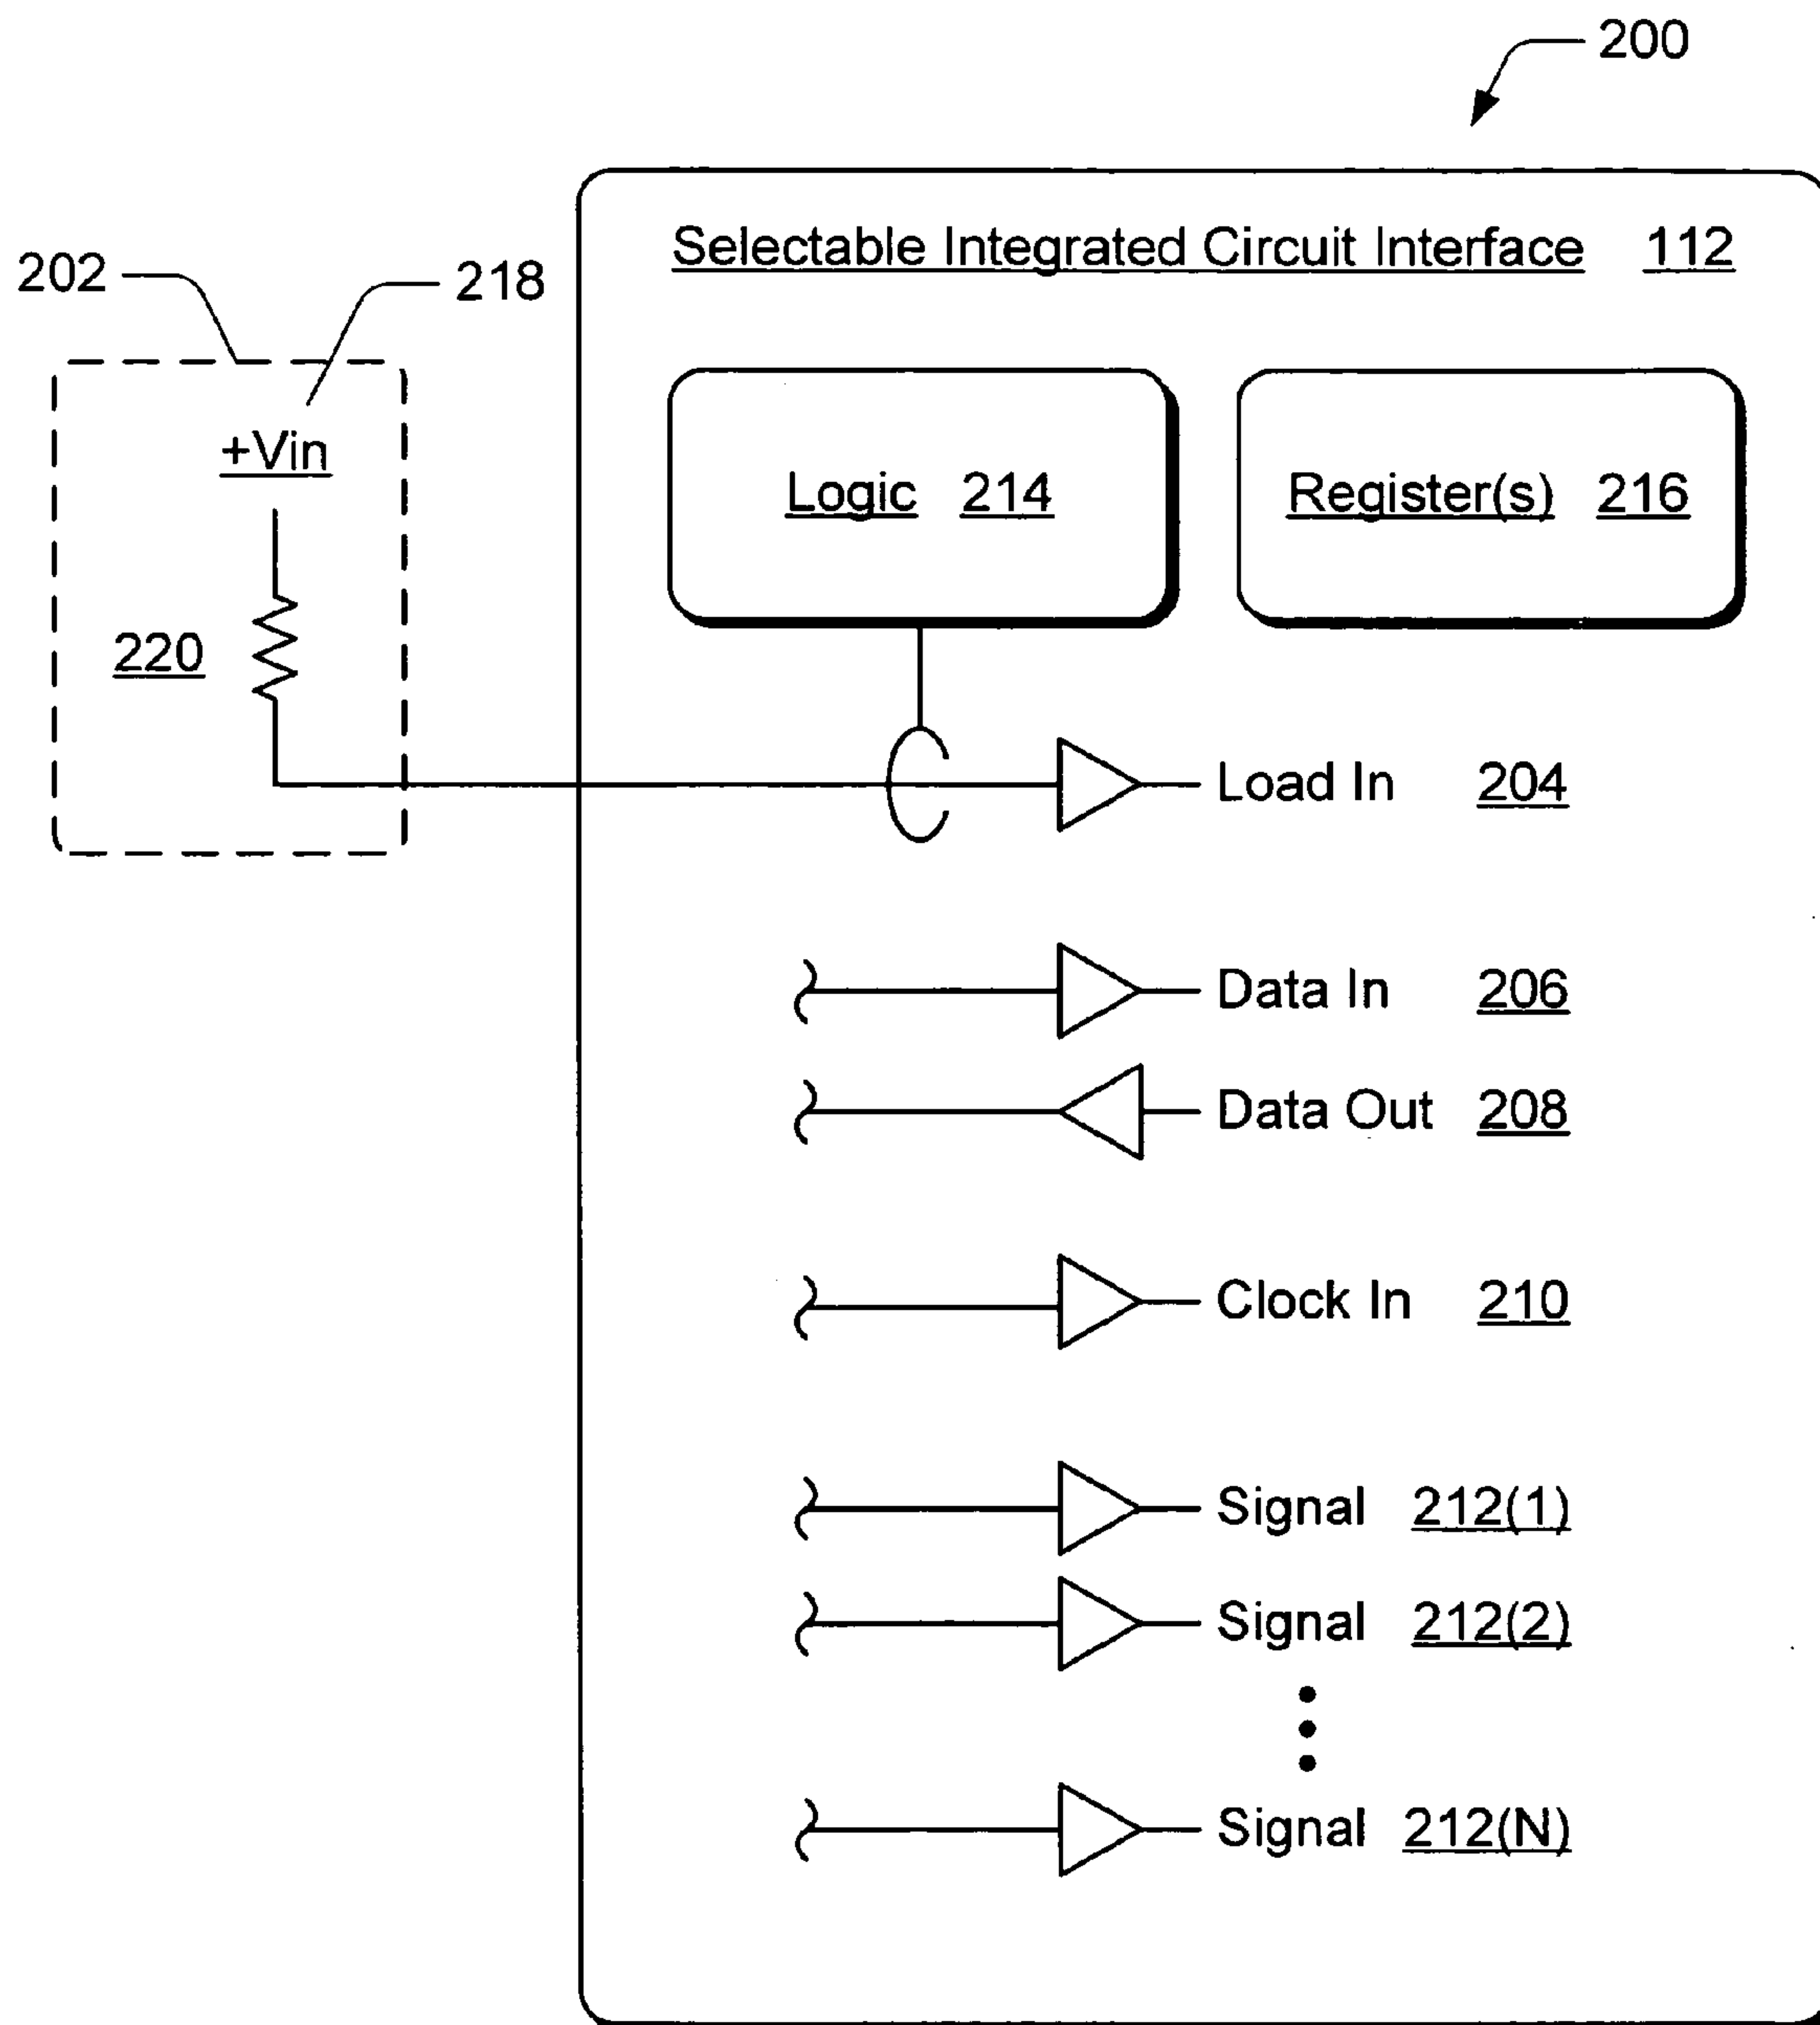 200
Selectable Integrated Circuit Interface 112
202
218
+Vin
Logic 214
Register(s) 216
220
Load In 204
Data In 206
Data Out 208
Clock In 210
Signal 212(1)
Signal 212(2)
Signal 212(N)